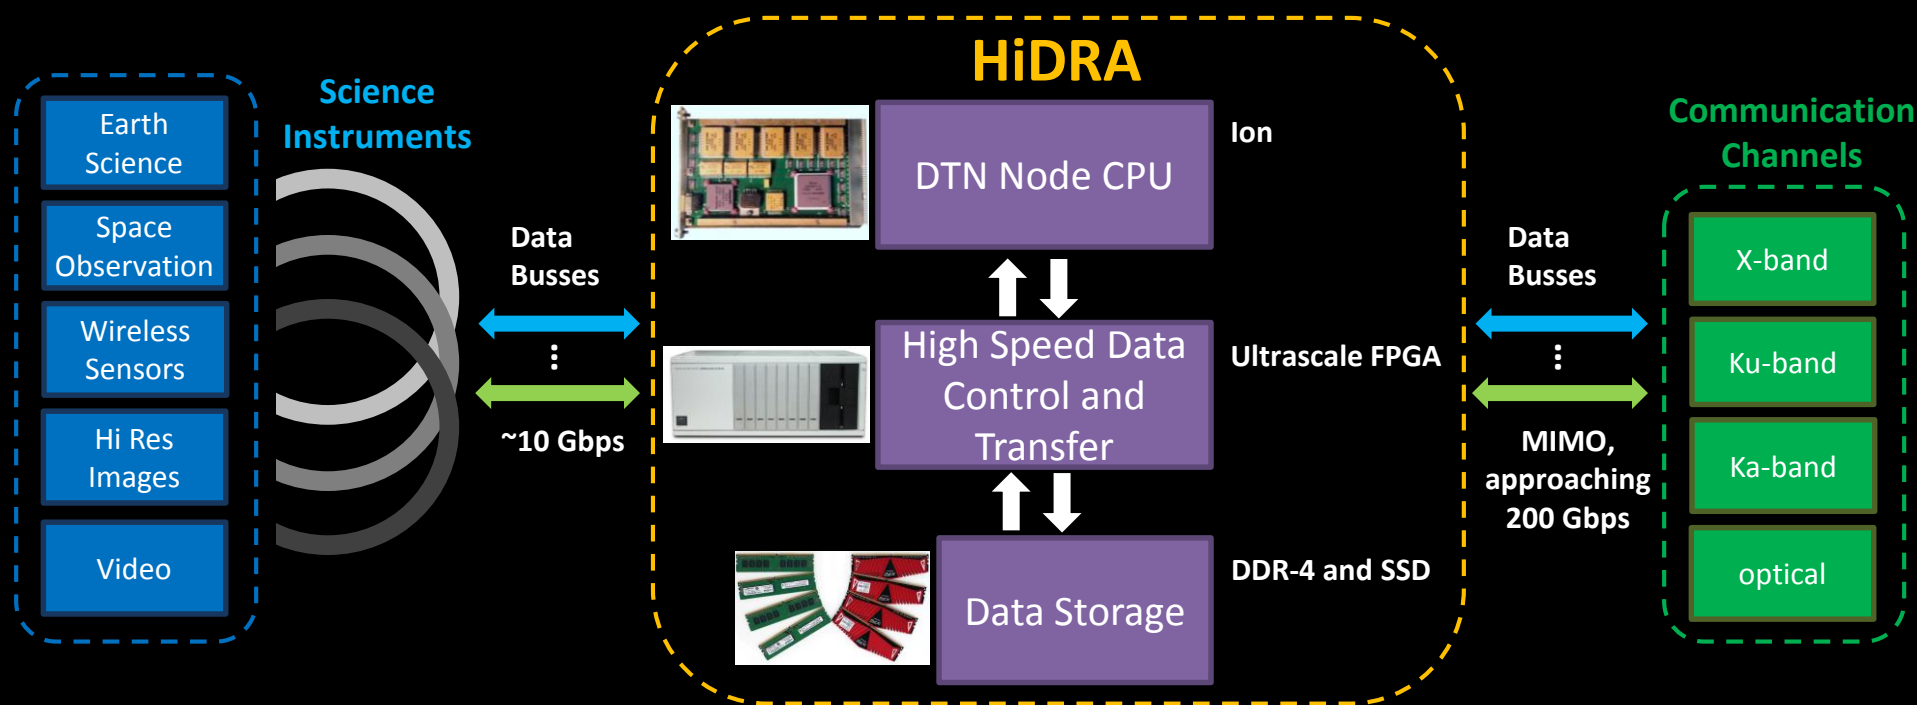 HiDRA
Science
Instruments
Earth
Science
Space
Observation
Wireless
Sensors
Hi Res
Images
Video
Data
Busses
~10 Gbps
DTN Node CPU
Ion
High Speed Data
Control and
Transfer
Ultrascale FPGA
Data Storage
DDR-4 and SSD
Data
Busses
MIMO,
approaching
200 Gbps
Communication
Channels
X-band
Ku-band
Ka-band
optical